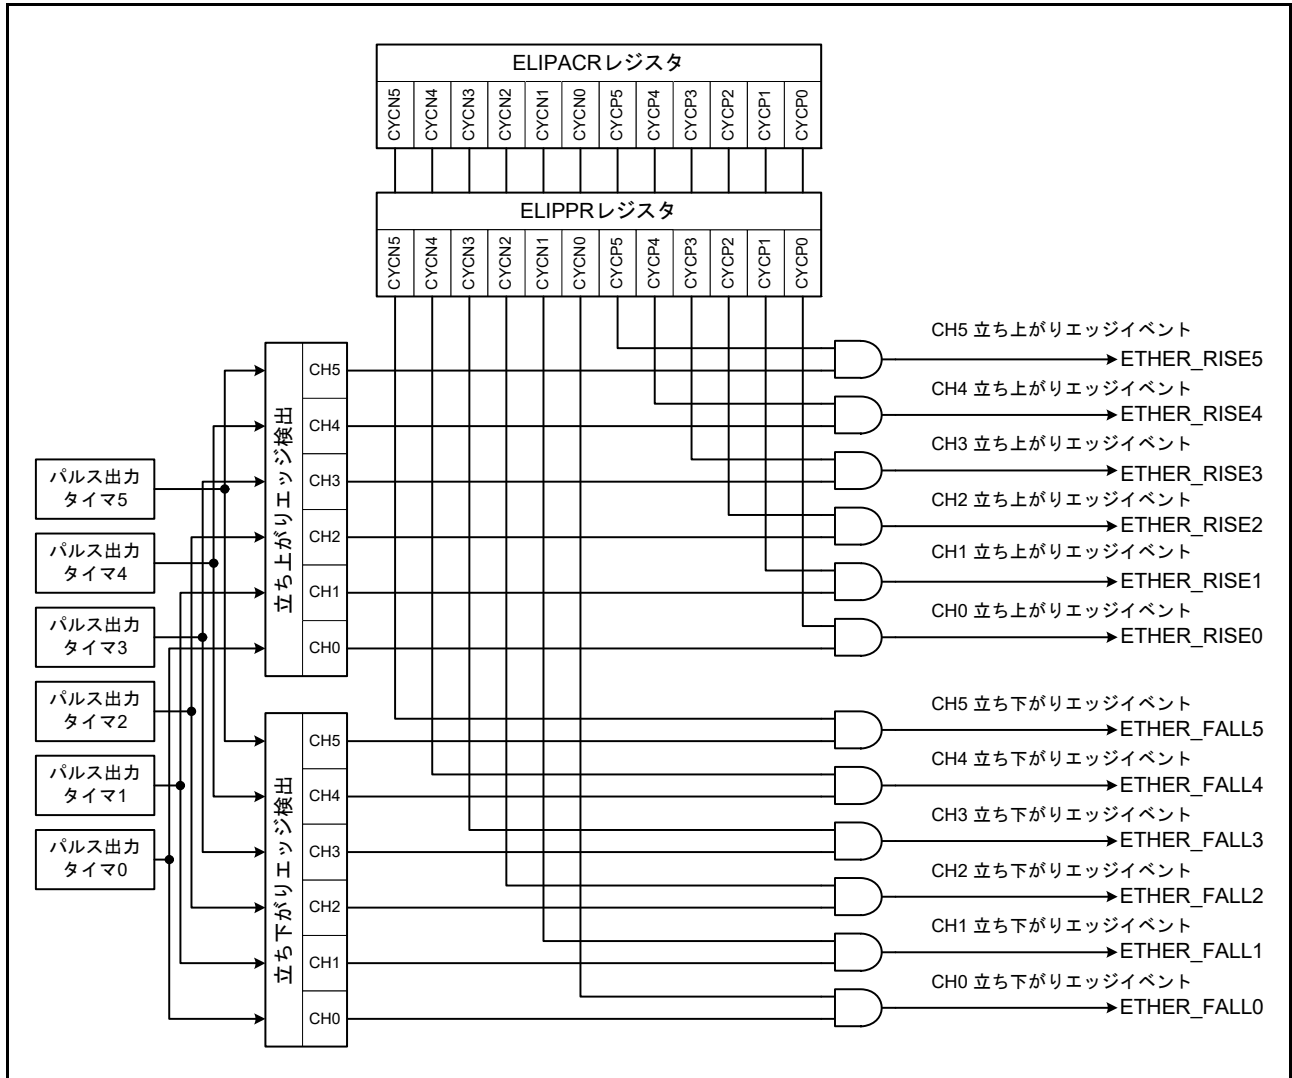 ELIPACRレジスタ
CYCN5
CYCN4
CYCN3
CYCN2
CYCN1
CYCN0
CYCP5
CYCP4
CYCP3
CYCP2
CYCP1
CYCP0
ELIPPRレジスタ
CYCN5
CYCN4
CYCN3
CYCN2
CYCN1
CYCN0
CYCP5
CYCP4
CYCP3
CYCP2
CYCP1
CYCP0
パルス出力
タイマ5
パルス出力
タイマ4
パルス出力
タイマ3
パルス出力
タイマ2
パルス出力
タイマ1
パルス出力
タイマ0
立ち上がりエッジ検出
CH5
CH4
CH3
CH2
CH1
CH0
立ち下がりエッジ検出
CH5
CH4
CH3
CH2
CH1
CH0
CH5 立ち上がりエッジイベント
ETHER_RISE5
CH4 立ち上がりエッジイベント
ETHER_RISE4
CH3 立ち上がりエッジイベント
ETHER_RISE3
CH2 立ち上がりエッジイベント
ETHER_RISE2
CH1 立ち上がりエッジイベント
ETHER_RISE1
CH0 立ち上がりエッジイベント
ETHER_RISE0
CH5 立ち下がりエッジイベント
ETHER_FALL5
CH4 立ち下がりエッジイベント
ETHER_FALL4
CH3 立ち下がりエッジイベント
ETHER_FALL3
CH2 立ち下がりエッジイベント
ETHER_FALL2
CH1 立ち下がりエッジイベント
ETHER_FALL1
CH0 立ち下がりエッジイベント
ETHER_FALL0